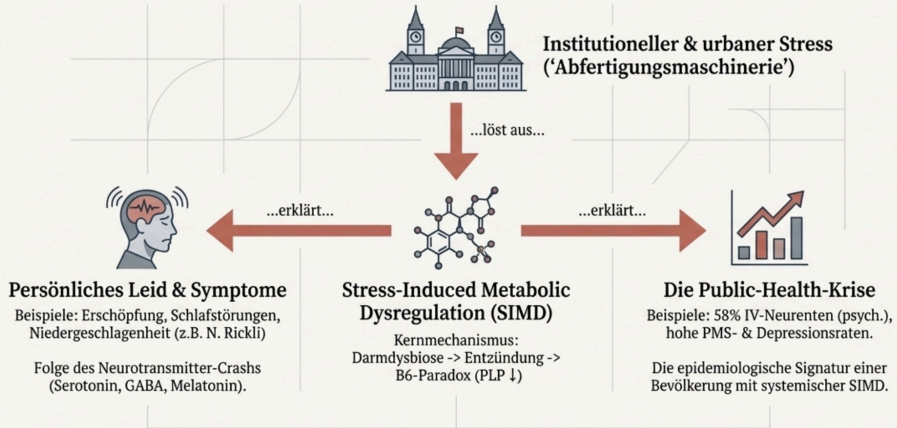 Institutioneller & urbaner Stress
('Abfertigungsmaschinerie')
...löst aus...
...erklärt...
...erklärt...
Persönliches Leid & Symptome
Beispiele: Erschöpfung, Schlafstörungen,
Niedergeschlagenheit (z.B. N. Rickli)
Folge des Neurotransmitter-Crashs
(Serotonin, GABA, Melatonin).
Stress-Induced Metabolic
Dysregulation (SIMD)
Kernmechanismus:
Darmdysbiose -> Entzündung ->
B6-Paradox (PLP ↓)
Die Public-Health-Krise
Beispiele: 58% IV-Neurenten (psych.),
hohe PMS- & Depressionsraten.
Die epidemiologische Signatur einer
Bevölkerung mit systemischer SIMD.